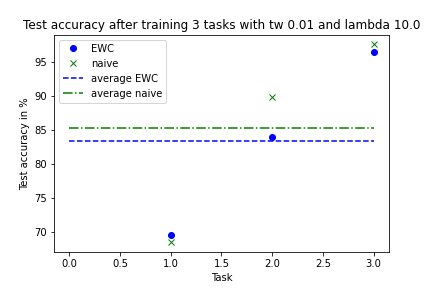 Test accuracy after training 3 tasks with tw 0.01 and lambda 10.0
EWC
naive
average EWC
average naive
Test accuracy in %
95
90
85
80
75
70
0.0 0.5 1.0 1.5 2.0 2.5 3.0
Task